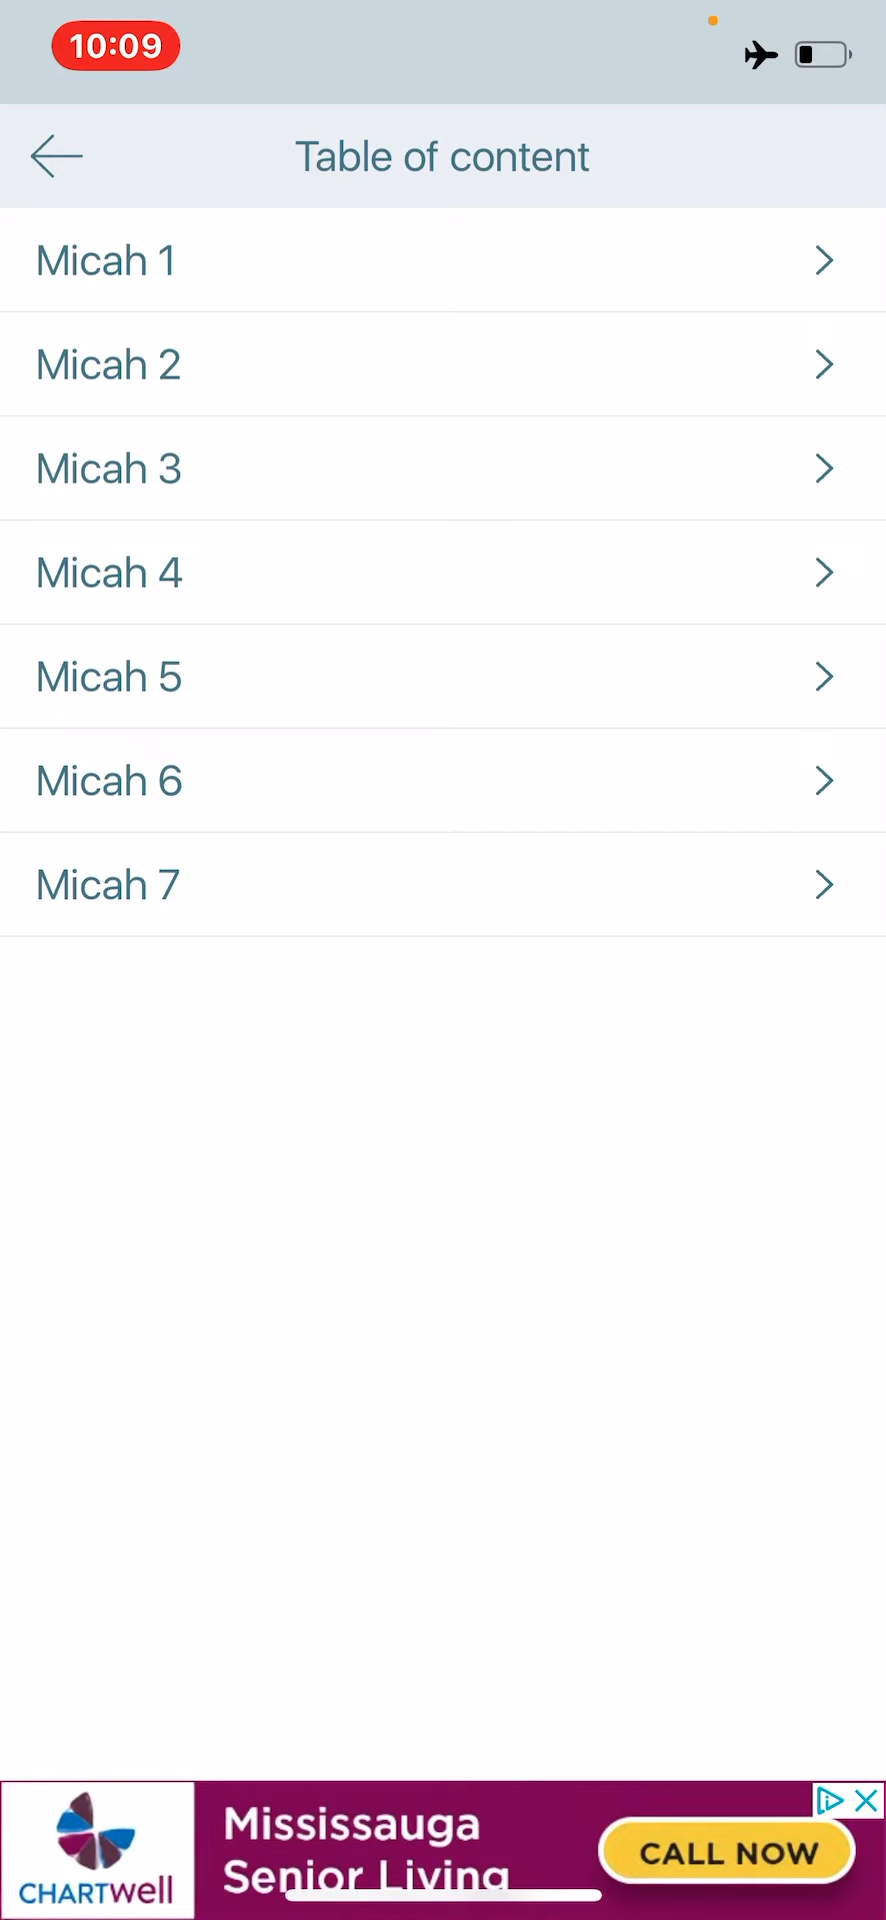 10:09
Table of content
Micah 1
Micah 2
Micah 3
Micah 4
Micah 5
Micah 6
Micah 7
CHARTwell
Mississauga
Senior Living
CALL NOW